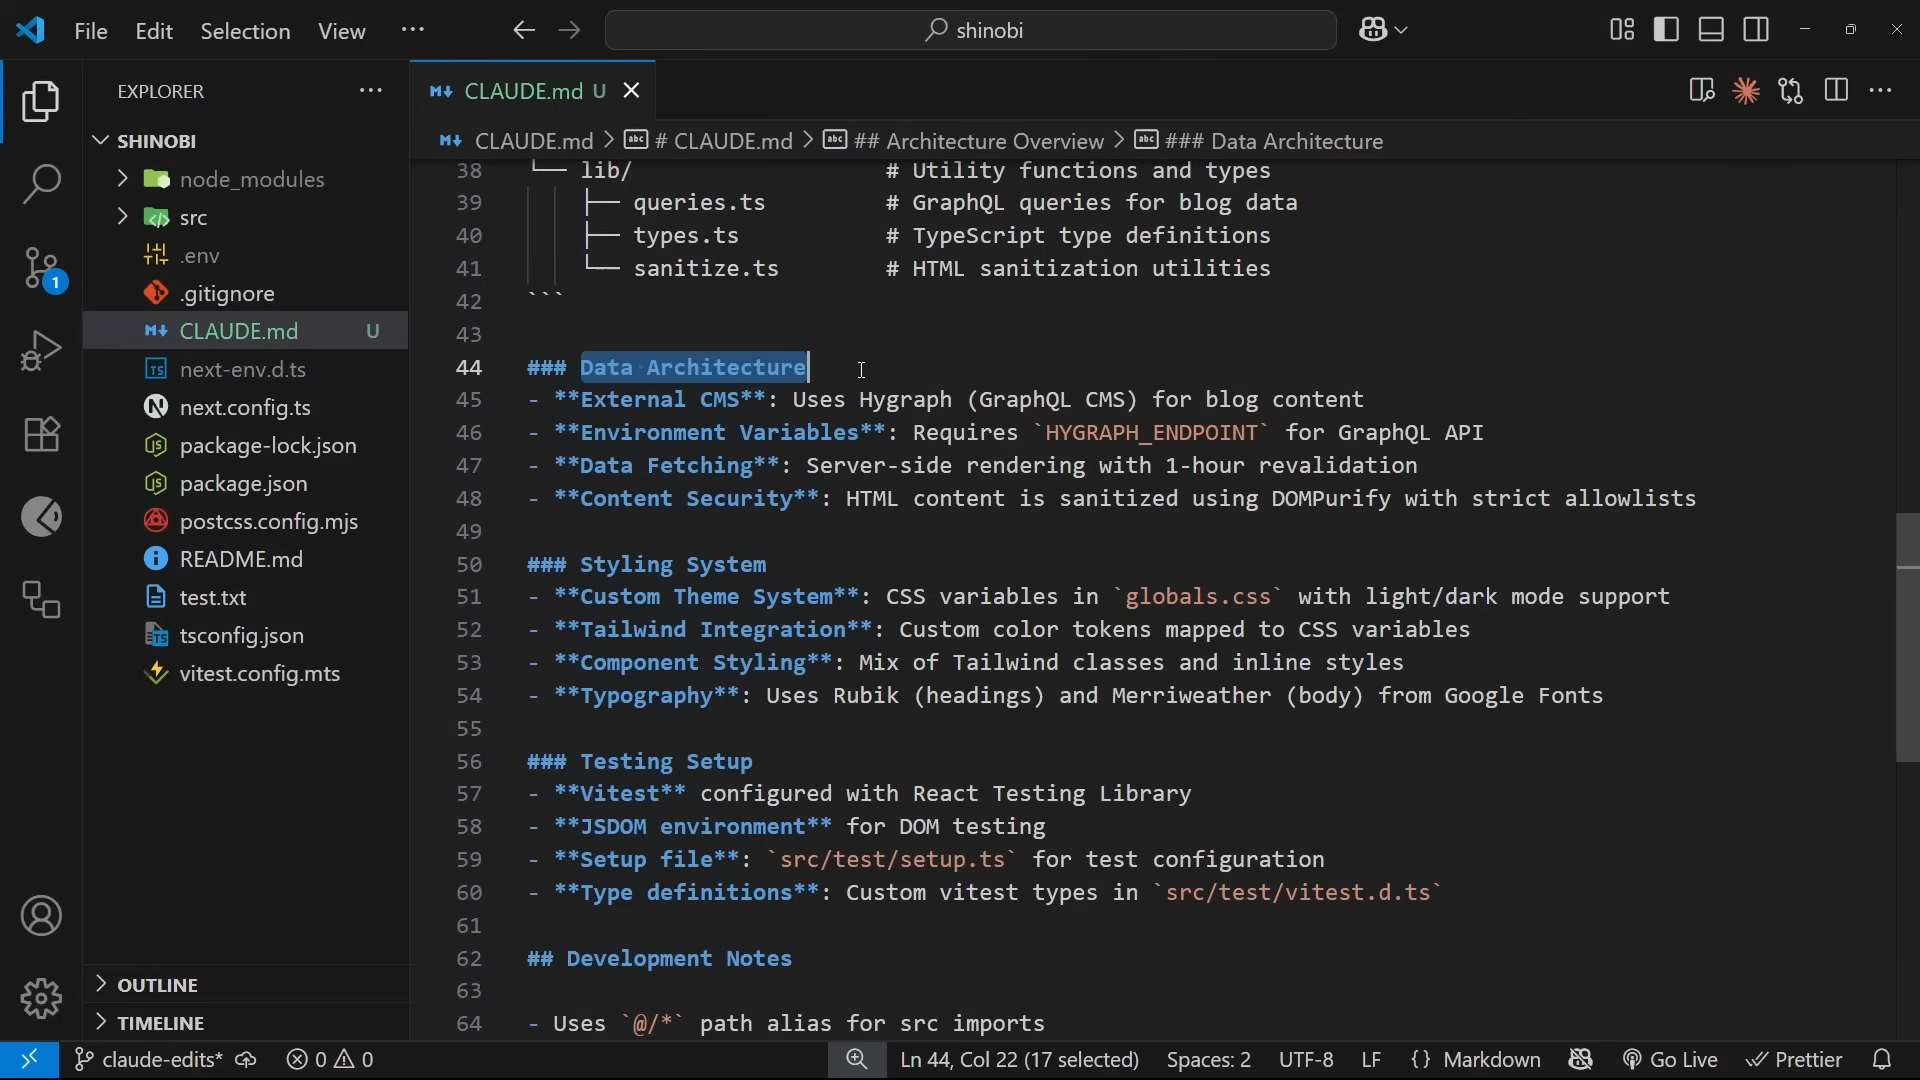 File Edit Selection View ··· shinobi
EXPLORER ···
SHINOBI
node_modules
src
.env
.gitignore
CLAUDE.md U
next-env.d.ts
next.config.ts
package-lock.json
package.json
postcss.config.mjs
README.md
test.txt
tsconfig.json
vitest.config.mts
OUTLINE
TIMELINE
1
CLAUDE.md U
CLAUDE.md > # CLAUDE.md > ## Architecture Overview > ### Data Architecture
38 └── lib/ # Utility functions and types
39 ├── queries.ts # GraphQL queries for blog data
40 ├── types.ts # TypeScript type definitions
41 └── sanitize.ts # HTML sanitization utilities
42 ```
43
44 ### Data Architecture
45 - **External CMS**: Uses Hygraph (GraphQL CMS) for blog content
46 - **Environment Variables**: Requires `HYGRAPH_ENDPOINT` for GraphQL API
47 - **Data Fetching**: Server-side rendering with 1-hour revalidation
48 - **Content Security**: HTML content is sanitized using DOMPurify with strict allowlists
49
50 ### Styling System
51 - **Custom Theme System**: CSS variables in `globals.css` with light/dark mode support
52 - **Tailwind Integration**: Custom color tokens mapped to CSS variables
53 - **Component Styling**: Mix of Tailwind classes and inline styles
54 - **Typography**: Uses Rubik (headings) and Merriweather (body) from Google Fonts
55
56 ### Testing Setup
57 - **Vitest** configured with React Testing Library
58 - **JSDOM environment** for DOM testing
59 - **Setup file**: `src/test/setup.ts` for test configuration
60 - **Type definitions**: Custom vitest types in `src/test/vitest.d.ts`
61
62 ## Development Notes
63
64 - Uses `@/*` path alias for src imports
claude-edits* 0 0 Ln 44, Col 22 (17 selected) Spaces: 2 UTF-8 LF {} Markdown Go Live Prettier